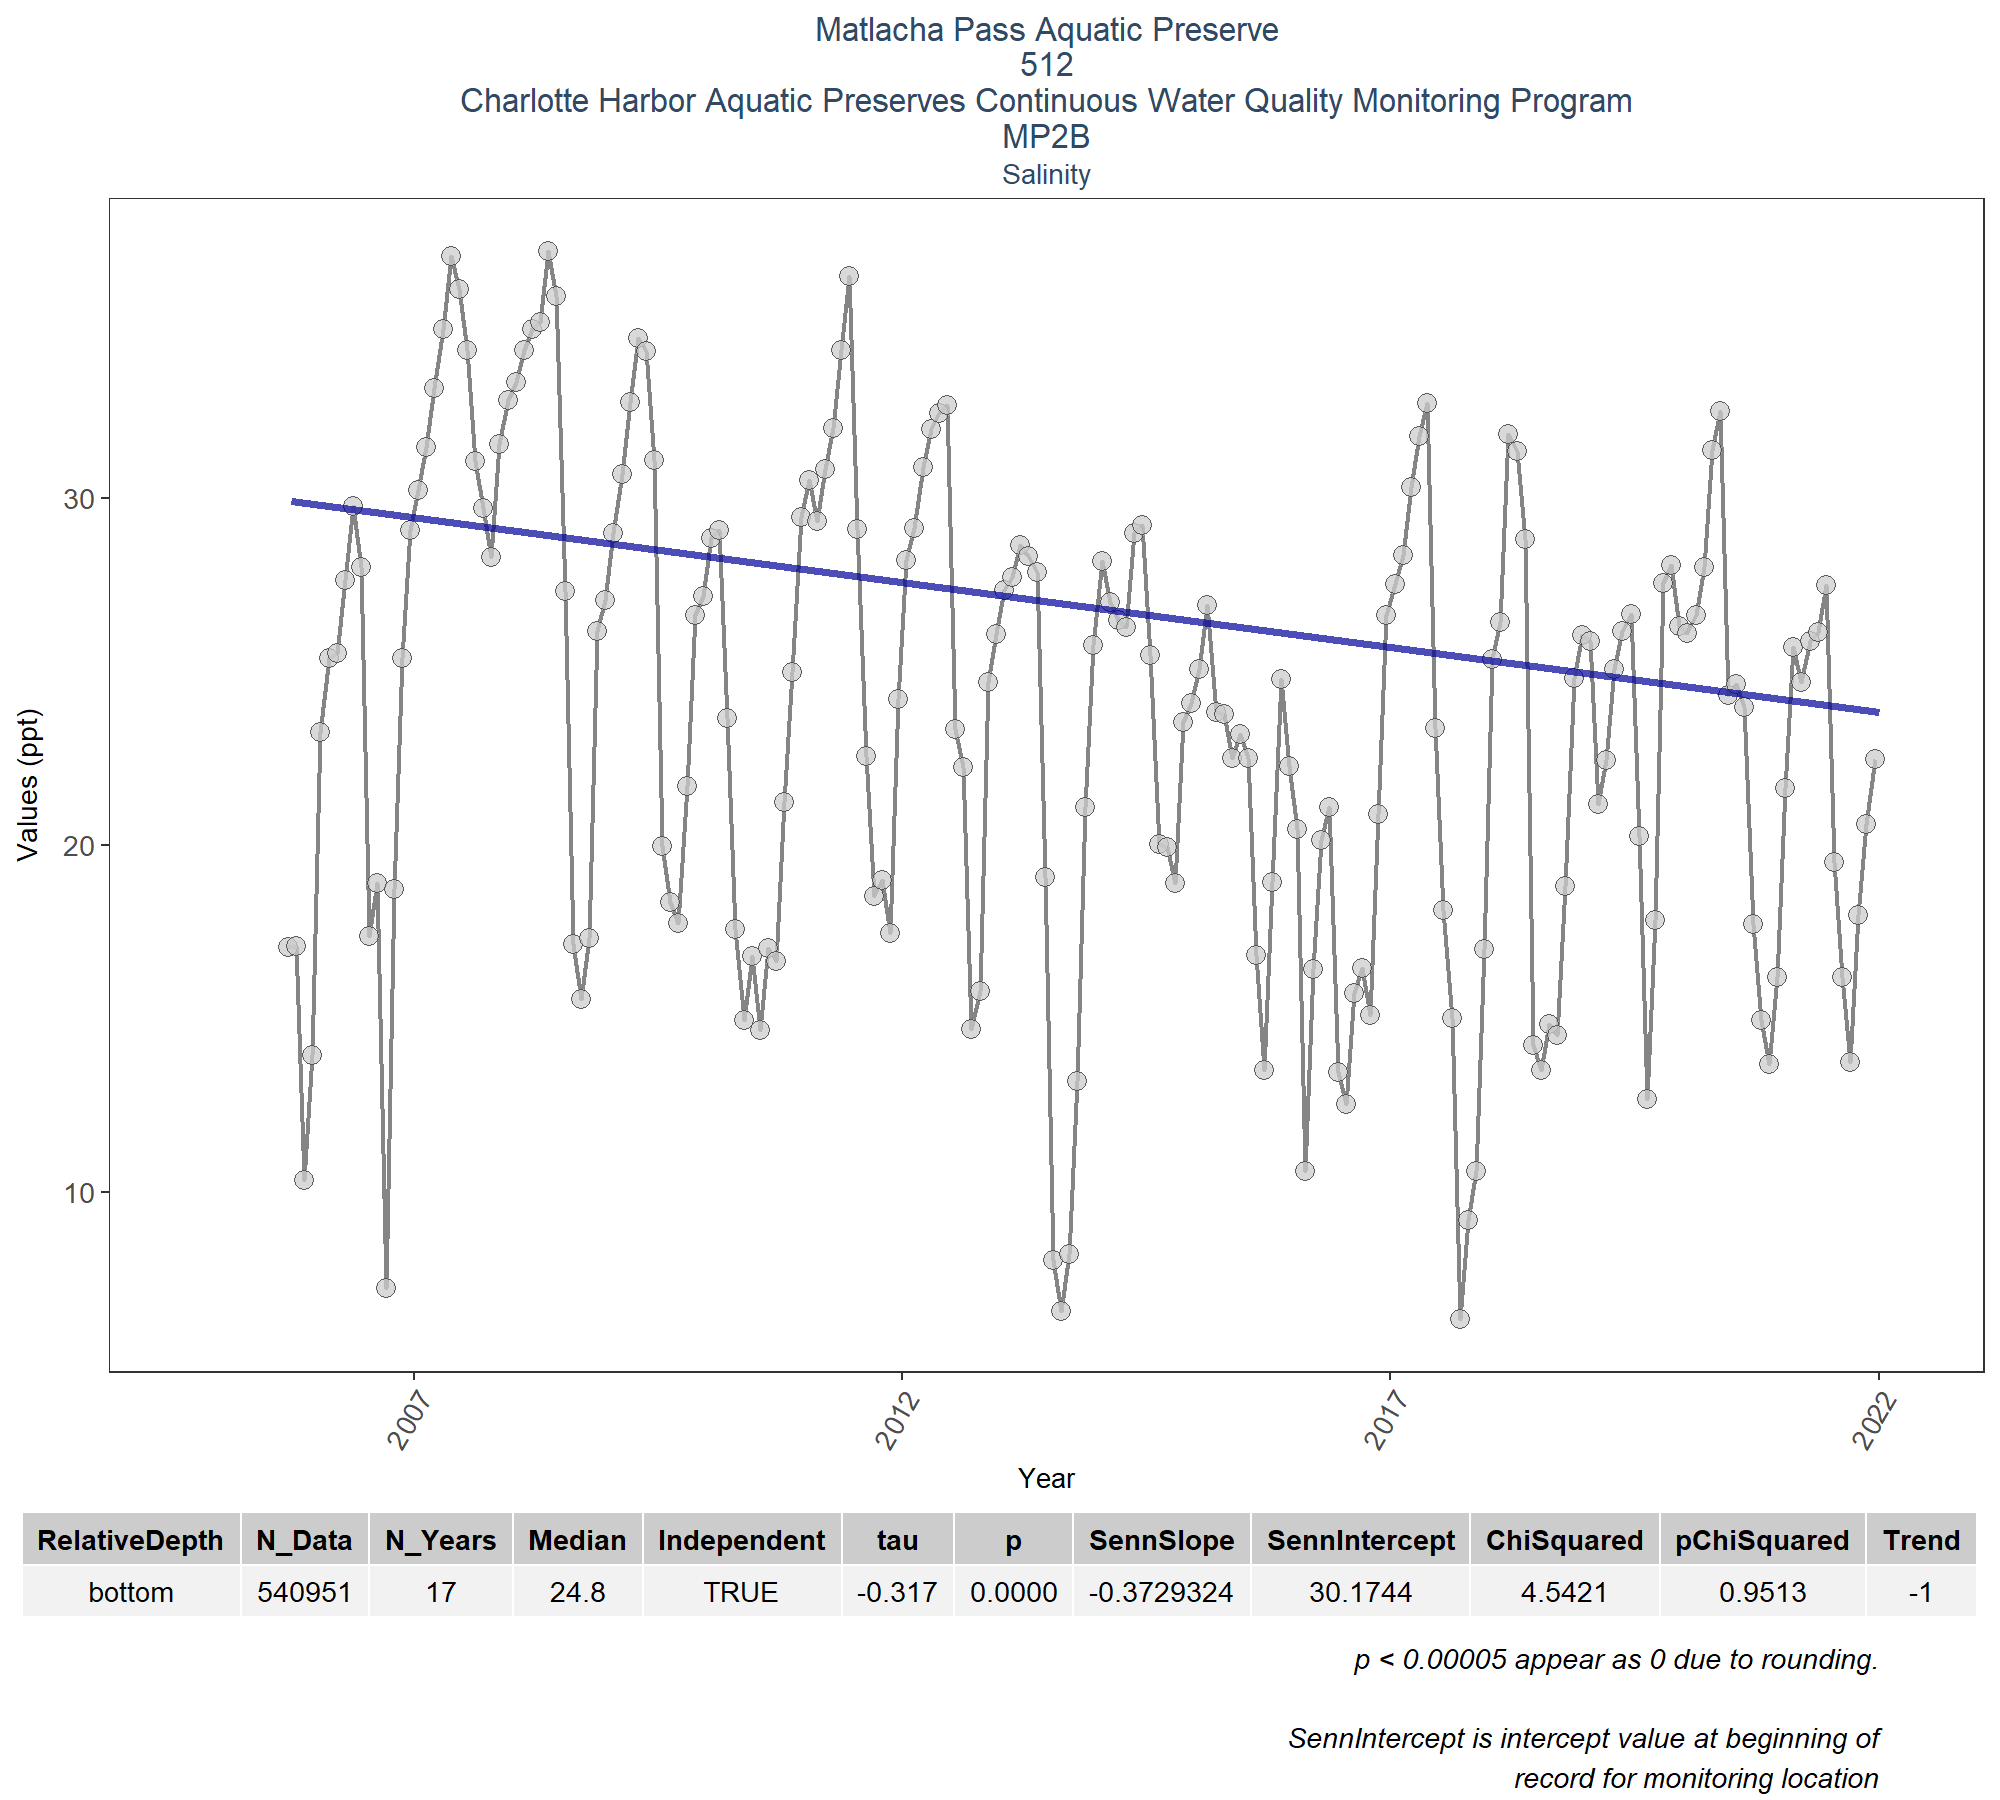 Matlacha Pass Aquatic Preserve
512
Charlotte Harbor Aquatic Preserves Continuous Water Quality Monitoring Program
MP2B
Salinity
Values (ppt)
30
20
10
2007 2012 2017 2022
Year
RelativeDepth N_Data N_Years Median Independent tau p SennSlope SennIntercept ChiSquared pChiSquared Trend
bottom 540951 17 24.8 TRUE -0.317 0.0000 -0.3729324 30.1744 4.5421 0.9513 -1
p < 0.00005 appear as 0 due to rounding.
SennIntercept is intercept value at beginning of
record for monitoring location